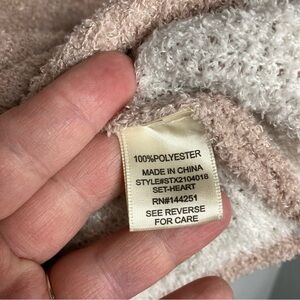 100%POLYESTER
MADE IN CHINA
STYLE#STX2104018
SET-HEART
RN#144251
SEE REVERSE
FOR CARE